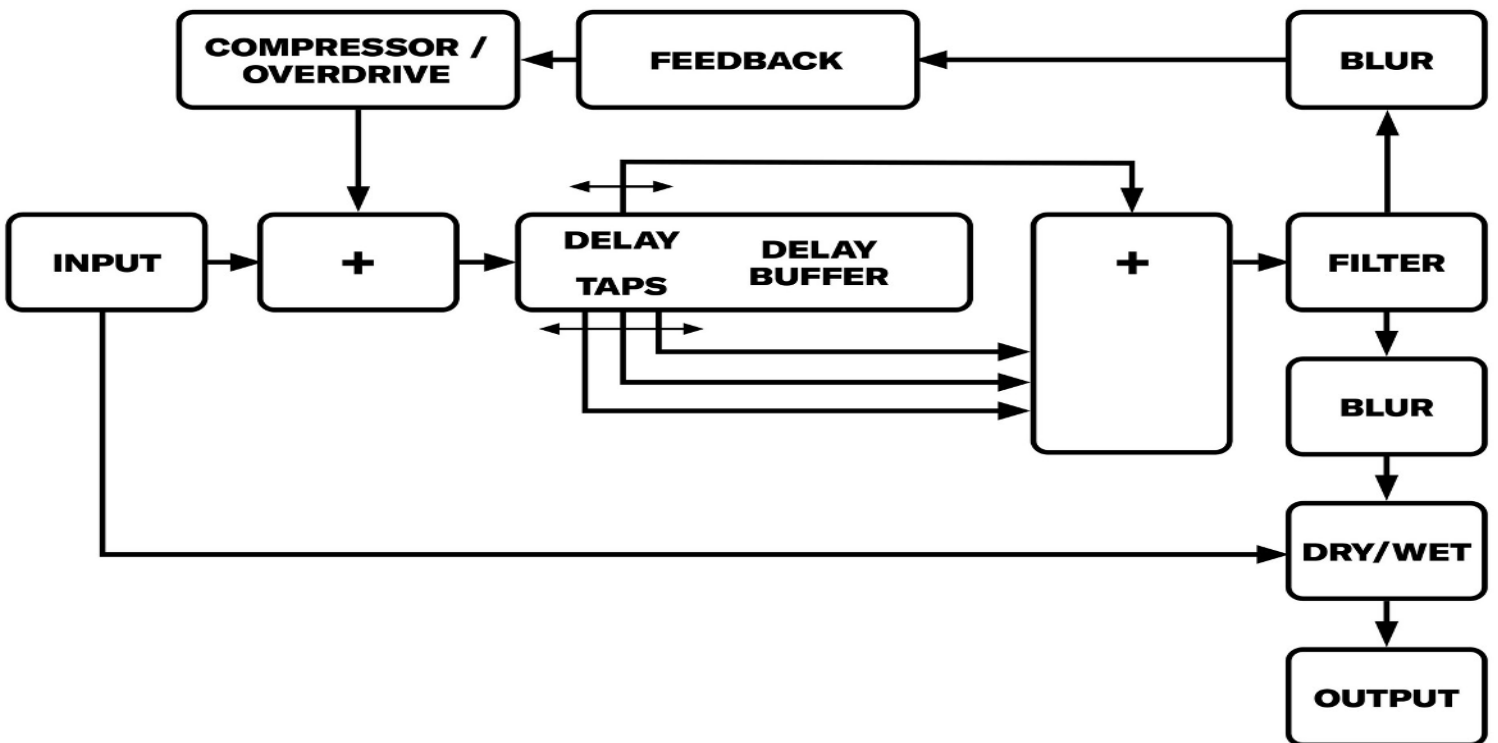 COMPRESSOR /
OVERDRIVE
FEEDBACK
BLUR
INPUT
+
DELAY
TAPS
DELAY
BUFFER
+
FILTER
BLUR
DRY/WET
OUTPUT